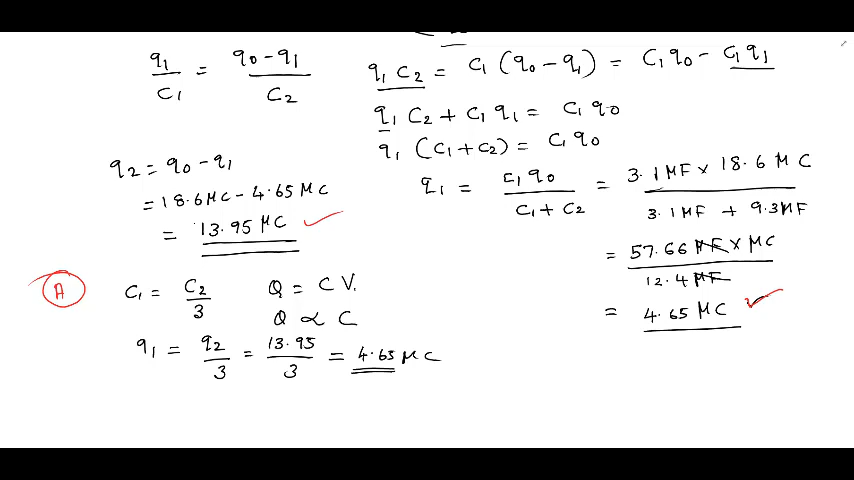 q1/C1 = q0 - q1/C2
q1 C2 = C1 (q0 - q1) = C1 q0 - C1 q1
q1 C2 + C1 q1 = C1 q0
q1 (C1 + C2) = C1 q0
q1 = C1 q0/C1 + C2 = 3.1 MF x 18.6 MC/3.1 MF + 9.3 MF
= 57.66 MF x MC/12.4 MF
= 4.65 MC
q2 = q0 - q1
= 18.6 MC - 4.65 MC
= 13.95 MC
A
C1 = C2/3 Q = C V.
Q ∝ C
q1 = q2/3 = 13.95/3 = 4.65 MC